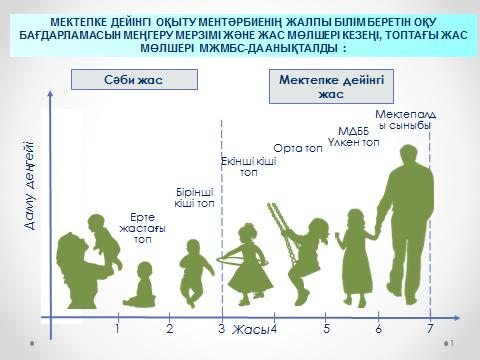 МЕКТЕПКЕ ДЕЙІНГІ ОҚЫТУ МЕНТӘРБИЕНІҢ ЖАЛПЫ БІЛІМ БЕРЕТІН ОҚУ
БАҒДАРЛАМАСЫН МЕҢГЕРУ МЕРЗІМІ ЖӘНЕ ЖАС МӨЛШЕРІ КЕЗЕҢІ, ТОПТАҒЫ ЖАС
МӨЛШЕРІ МЖМБС-ДААНЫҚТАЛДЫ :
Сәби жас
Мектепке дейінгі
жас
Даму деңгейі
Ерте
жастағы
топ
Бірінші
кіші топ
Екінші кіші
топ
Орта топ
МДББ
Үлкен топ
Мектепалд
ы сыныбы
1 2 3 Жасы 4 5 6 7
1